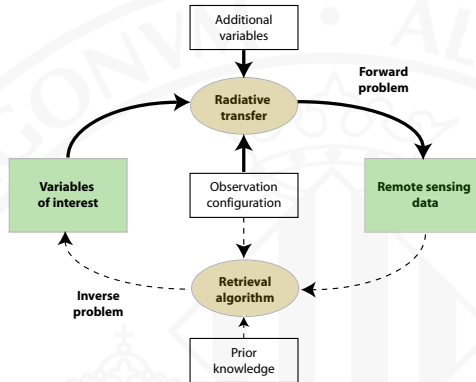 Additional
variables
Forward
problem
Radiative
transfer
Variables
of interest
Observation
configuration
Remote sensing
data
Retrieval
algorithm
Inverse
problem
Prior
knowledge